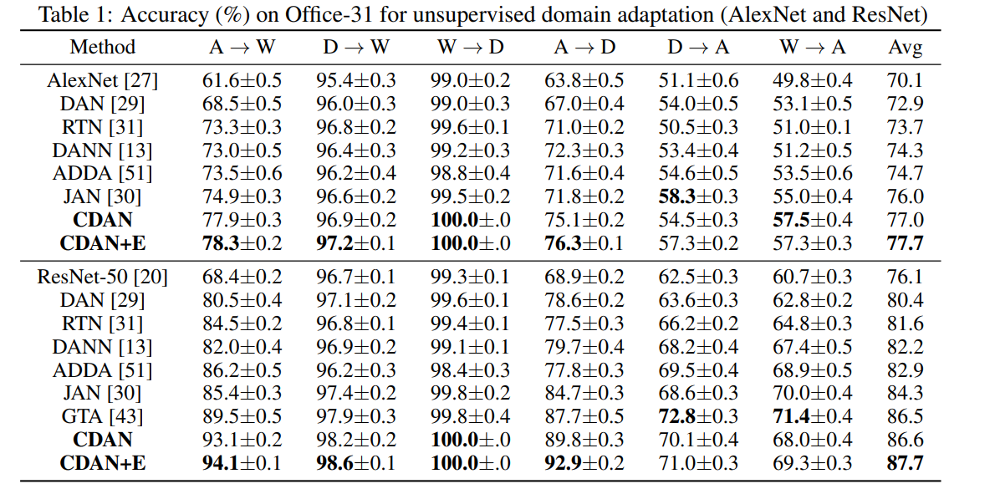 Table 1: Accuracy (%) on Office-31 for unsupervised domain adaptation (AlexNet and ResNet)
Method A → W D → W W → D A → D D → A W → A Avg
AlexNet [27] 61.6±0.5 95.4±0.3 99.0±0.2 63.8±0.5 51.1±0.6 49.8±0.4 70.1
DAN [29] 68.5±0.5 96.0±0.3 99.0±0.3 67.0±0.4 54.0±0.5 53.1±0.5 72.9
RTN [31] 73.3±0.3 96.8±0.2 99.6±0.1 71.0±0.2 50.5±0.3 51.0±0.1 73.7
DANN [13] 73.0±0.5 96.4±0.3 99.2±0.3 72.3±0.3 53.4±0.4 51.2±0.5 74.3
ADDA [51] 73.5±0.6 96.2±0.4 98.8±0.4 71.6±0.4 54.6±0.5 53.5±0.6 74.7
JAN [30] 74.9±0.3 96.6±0.2 99.5±0.2 71.8±0.2 58.3±0.3 55.0±0.4 76.0
CDAN 77.9±0.3 96.9±0.2 100.0±.0 75.1±0.2 54.5±0.3 57.5±0.4 77.0
CDAN+E 78.3±0.2 97.2±0.1 100.0±.0 76.3±0.1 57.3±0.2 57.3±0.3 77.7
ResNet-50 [20] 68.4±0.2 96.7±0.1 99.3±0.1 68.9±0.2 62.5±0.3 60.7±0.3 76.1
DAN [29] 80.5±0.4 97.1±0.2 99.6±0.1 78.6±0.2 63.6±0.3 62.8±0.2 80.4
RTN [31] 84.5±0.2 96.8±0.1 99.4±0.1 77.5±0.3 66.2±0.2 64.8±0.3 81.6
DANN [13] 82.0±0.4 96.9±0.2 99.1±0.1 79.7±0.4 68.2±0.4 67.4±0.5 82.2
ADDA [51] 86.2±0.5 96.2±0.3 98.4±0.3 77.8±0.3 69.5±0.4 68.9±0.5 82.9
JAN [30] 85.4±0.3 97.4±0.2 99.8±0.2 84.7±0.3 68.6±0.3 70.0±0.4 84.3
GTA [43] 89.5±0.5 97.9±0.3 99.8±0.4 87.7±0.5 72.8±0.3 71.4±0.4 86.5
CDAN 93.1±0.2 98.2±0.2 100.0±.0 89.8±0.3 70.1±0.4 68.0±0.4 86.6
CDAN+E 94.1±0.1 98.6±0.1 100.0±.0 92.9±0.2 71.0±0.3 69.3±0.3 87.7